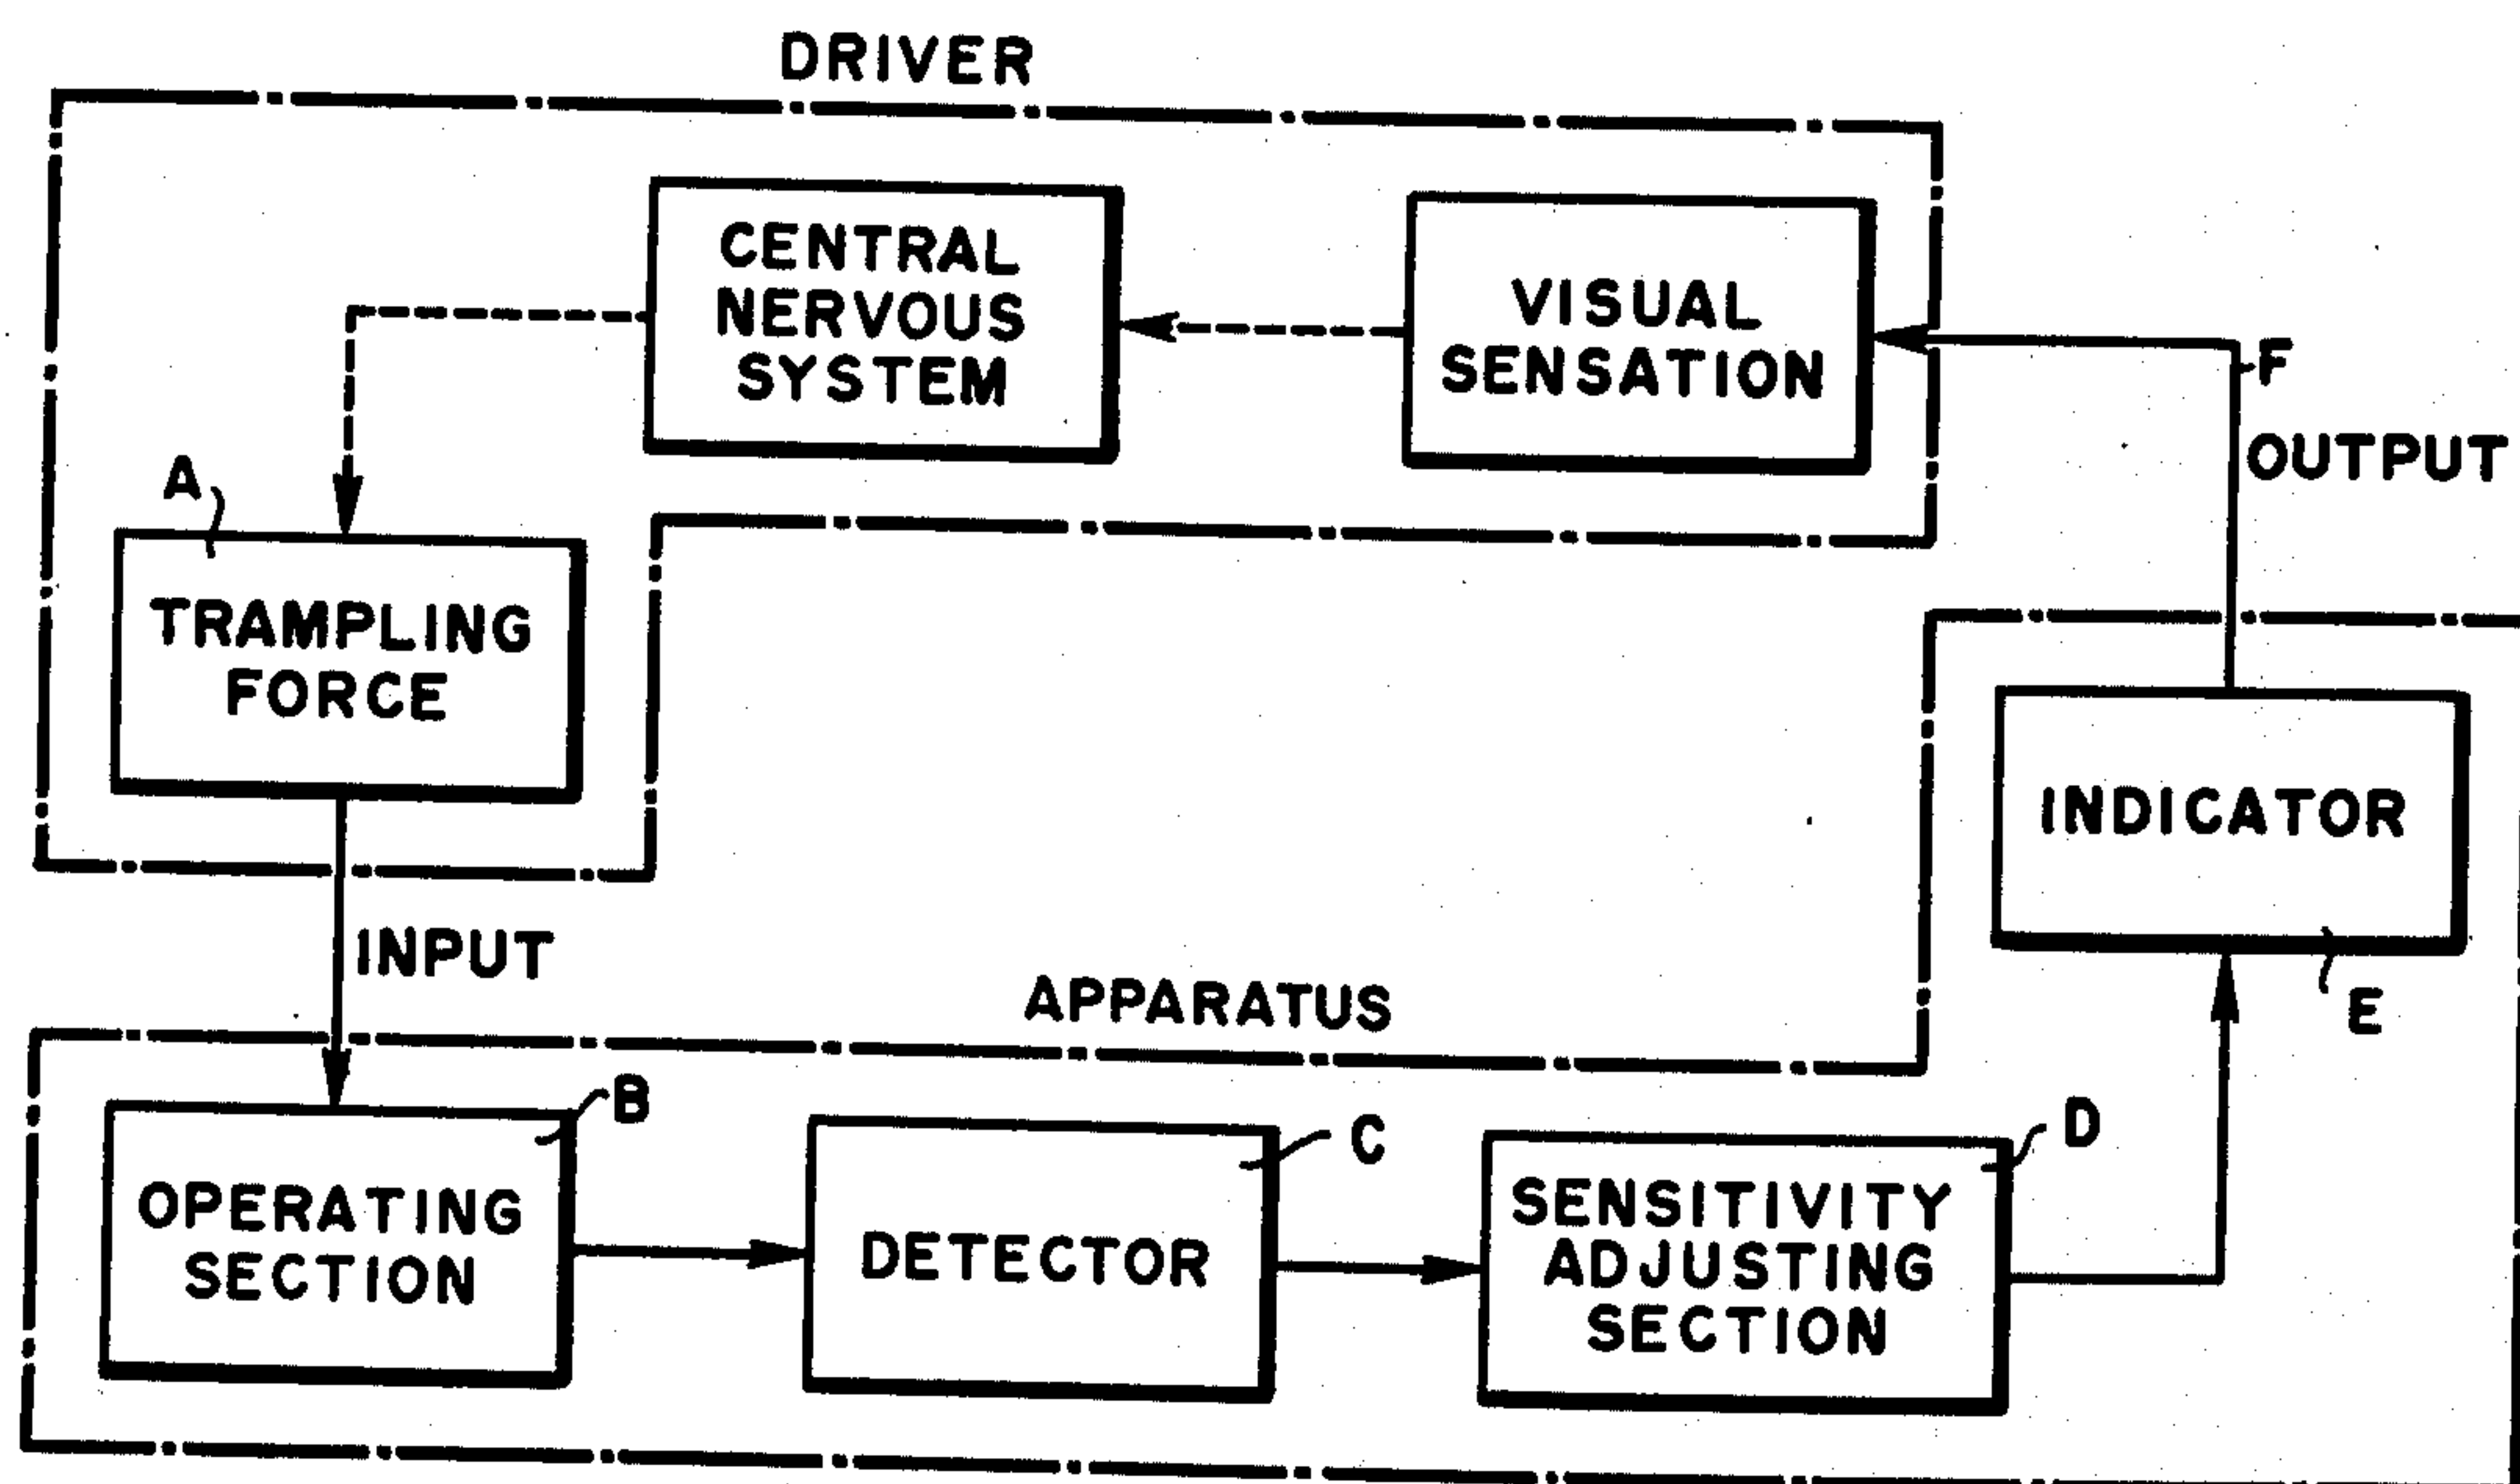 DRIVER
CENTRAL
NERVOUS
SYSTEM
VISUAL
SENSATION
F
OUTPUT
A
TRAMPLING
FORCE
INPUT
INDICATOR
E
APPARATUS
B
OPERATING
SECTION
C
DETECTOR
D
SENSITIVITY
ADJUSTING
SECTION